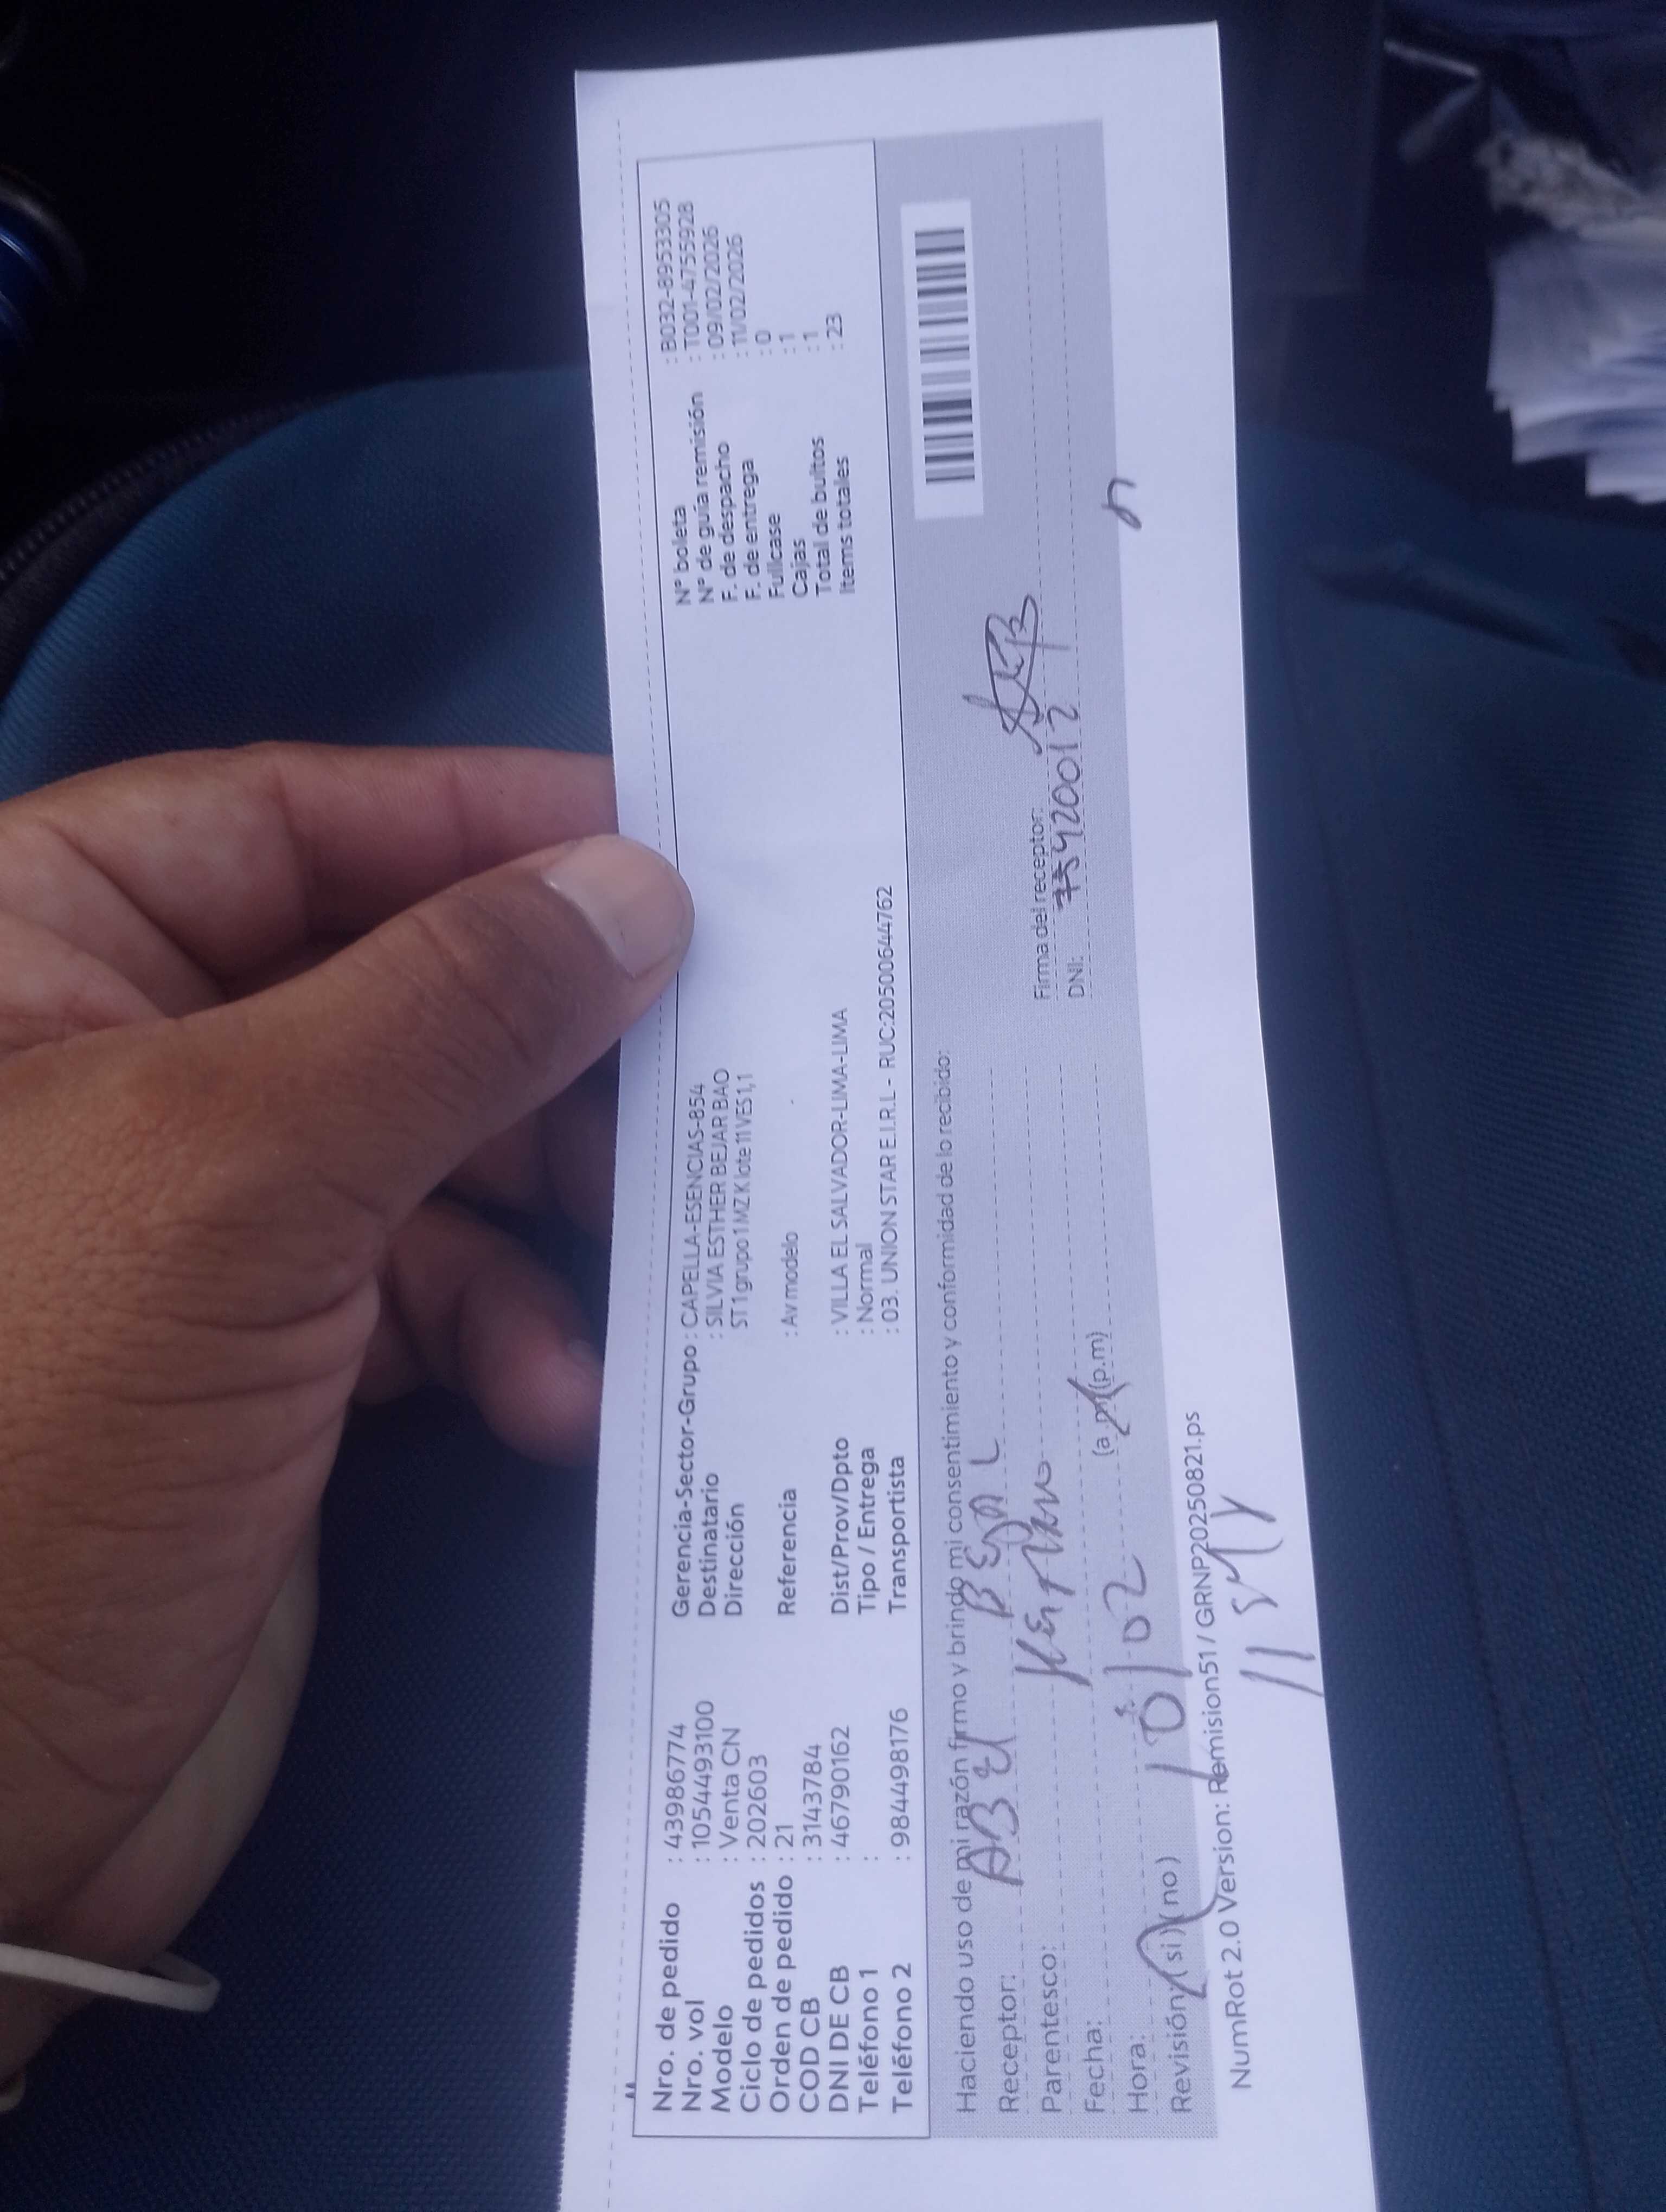 Nro. de pedido : 43986774
Nro. vol : 1054493100
Modelo : Venta CN
Ciclo de pedidos : 202603
Orden de pedido : 21
COD CB : 3143784
DNI DE CB : 46790162
Teléfono 1 :
Teléfono 2 : 984498176
Gerencia-Sector-Grupo : CAPELLA-ESENCIAS-854
Destinatario : SILVIA ESTHER BEJAR BAO
Dirección ST 1 grupo 1 MZ K lote 11 VES 1,1
Referencia : Av modelo
Dist/Prov/Dpto : VILLA EL SALVADOR-LIMA-LIMA
Tipo / Entrega : Normal
Transportista : 03. UNION STAR E.I.R.L - RUC:20500644762
N° boleta : B032-8953305
N° de guía remisión : T001-4755928
F. de despacho : 09/02/2026
F. de entrega : 11/02/2026
Fullcase : 0
Cajas : 1
Total de bultos : 1
Items totales : 23
Haciendo uso de mi razón firmo y brindo mi consentimiento y conformidad de lo recibido:
Receptor: ABEL
Parentesco: HERMANO
Firma del receptor:
DNI: 75420012
Fecha:
Hora: (a.m) (p.m)
Revisión (si) (no)
NumRot 2.0 Version: Remision51 / GRNP20250821.ps